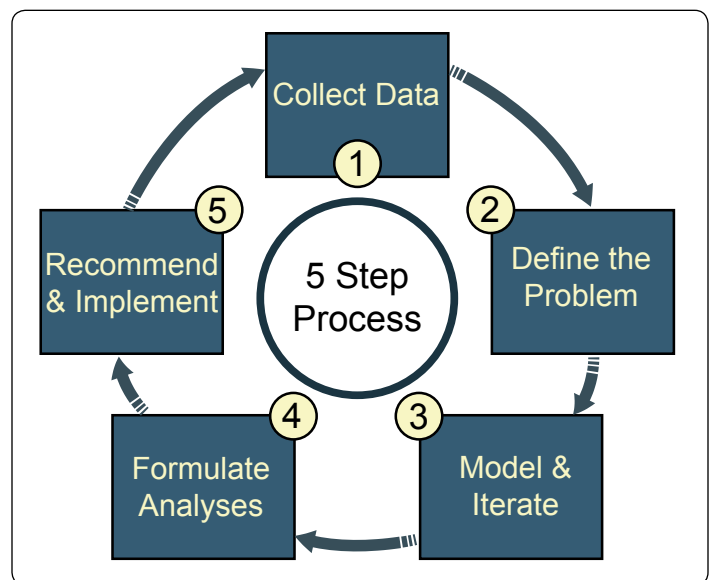 Collect Data
1
2
Define the
Problem
3
Model &
Iterate
4
Formulate
Analyses
5
Recommend
& Implement
5 Step
Process